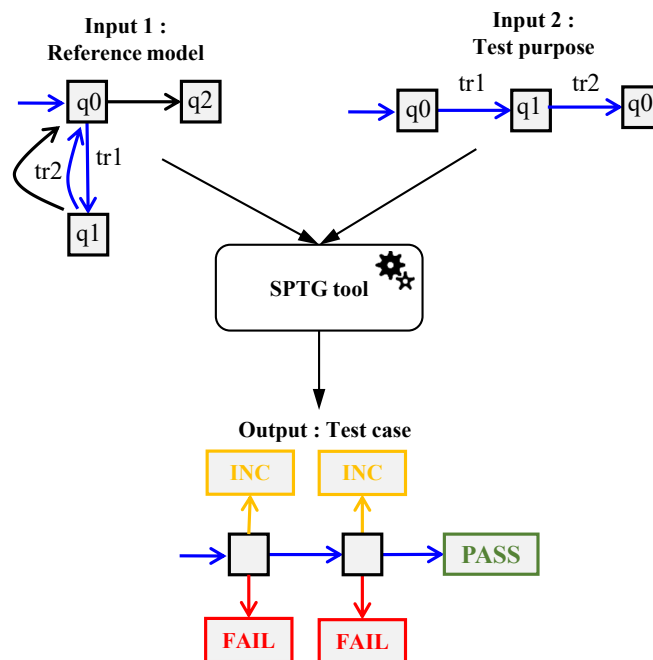 Input 1 :
Reference model
Input 2 :
Test purpose
q0
q2
tr2
tr1
q1
q0
tr1
q1
tr2
q0
SPTG tool
Output : Test case
INC
INC
PASS
FAIL
FAIL